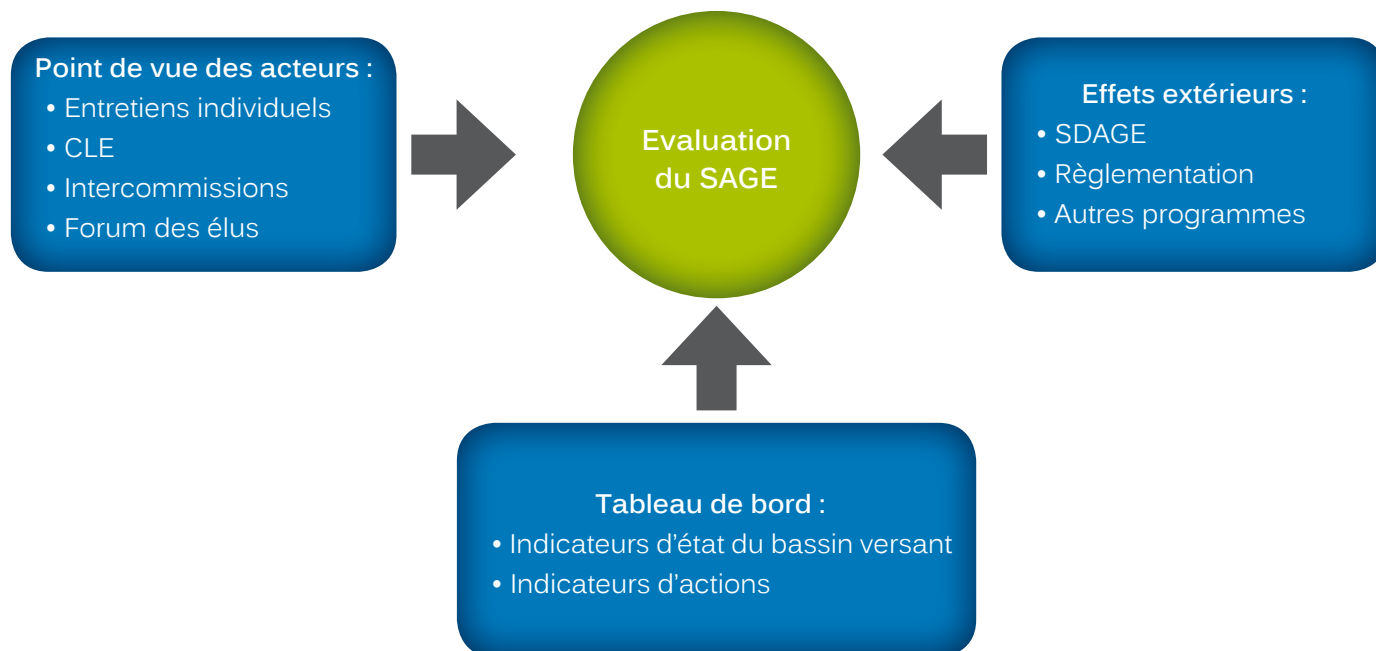 Point de vue des acteurs :
• Entretiens individuels
• CLE
• Intercommissions
• Forum des élus
Evaluation
du SAGE
Effets extérieurs :
• SDAGE
• Règlementation
• Autres programmes
Tableau de bord :
• Indicateurs d'état du bassin versant
• Indicateurs d'actions